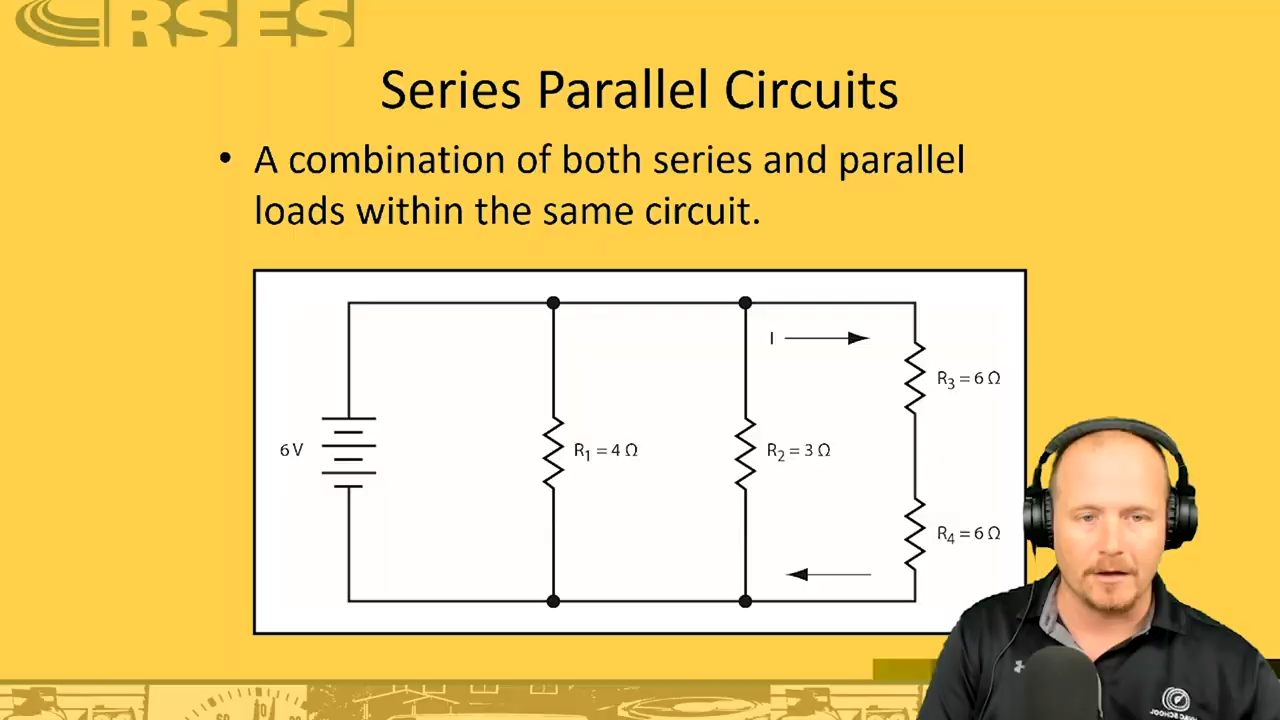 RSES
Series Parallel Circuits
• A combination of both series and parallel
loads within the same circuit.
I
R3 = 6 Ω
6 V
R1 = 4 Ω
R2 = 3 Ω
R4 = 6 Ω